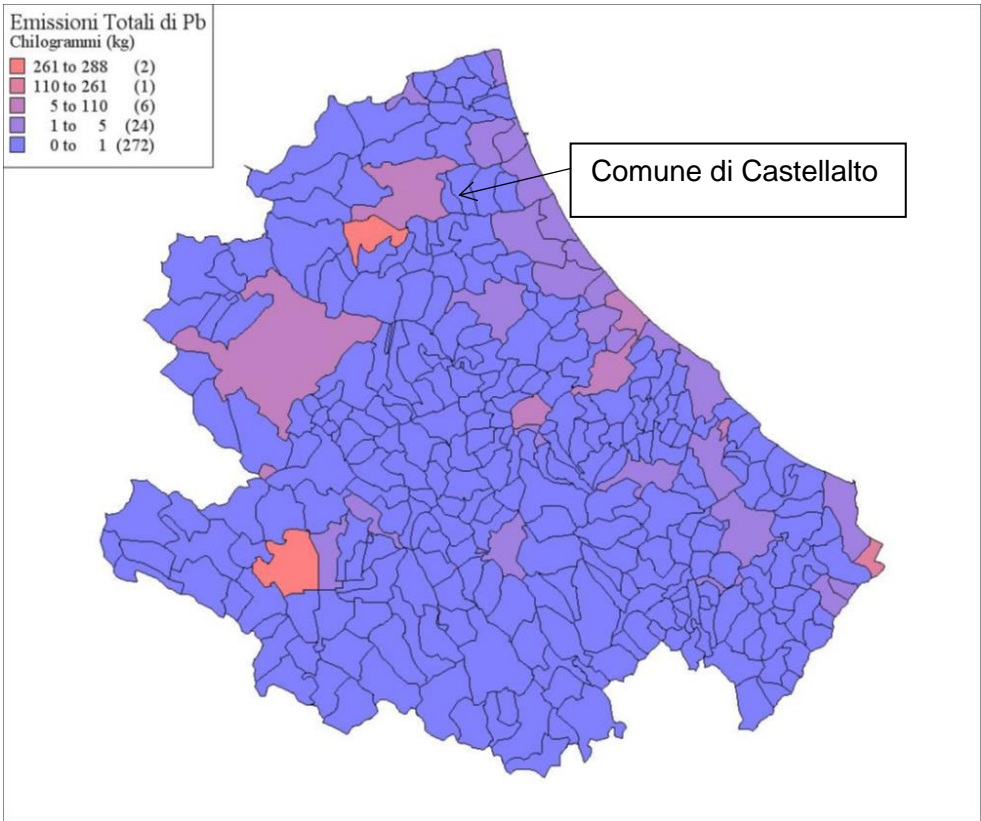 Emissioni Totali di Pb
Chilogrammi (kg)
261 to 288 (2)
110 to 261 (1)
5 to 110 (6)
1 to 5 (24)
0 to 1 (272)
Comune di Castellalto